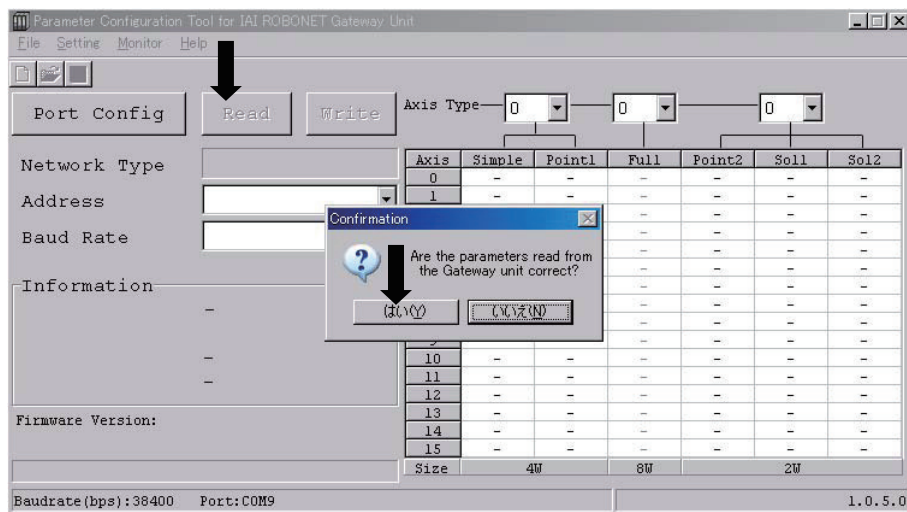 Parameter Configuration Tool for IAI ROBONET Gateway Unit
File Setting Monitor Help
Port Config Read Write
Axis Type 0 0 0
Network Type
Address
Baud Rate
Information
-
-
-
Firmware Version:
Axis Simple Point1 Full Point2 Sol1 Sol2
0 - - - - - -
1 - - - - - -
- - - -
- - - -
- - - -
- - - -
- - - -
- - - -
- - - -
9 - - - -
10 - - - - - -
11 - - - - - -
12 - - - - - -
13 - - - - - -
14 - - - - - -
15 - - - - - -
Size 4W 8W 2W
Confirmation
Are the parameters read from
the Gateway unit correct?
はい(Y) いいえ(N)
Baudrate(bps):38400 Port:COM9 1.0.5.0